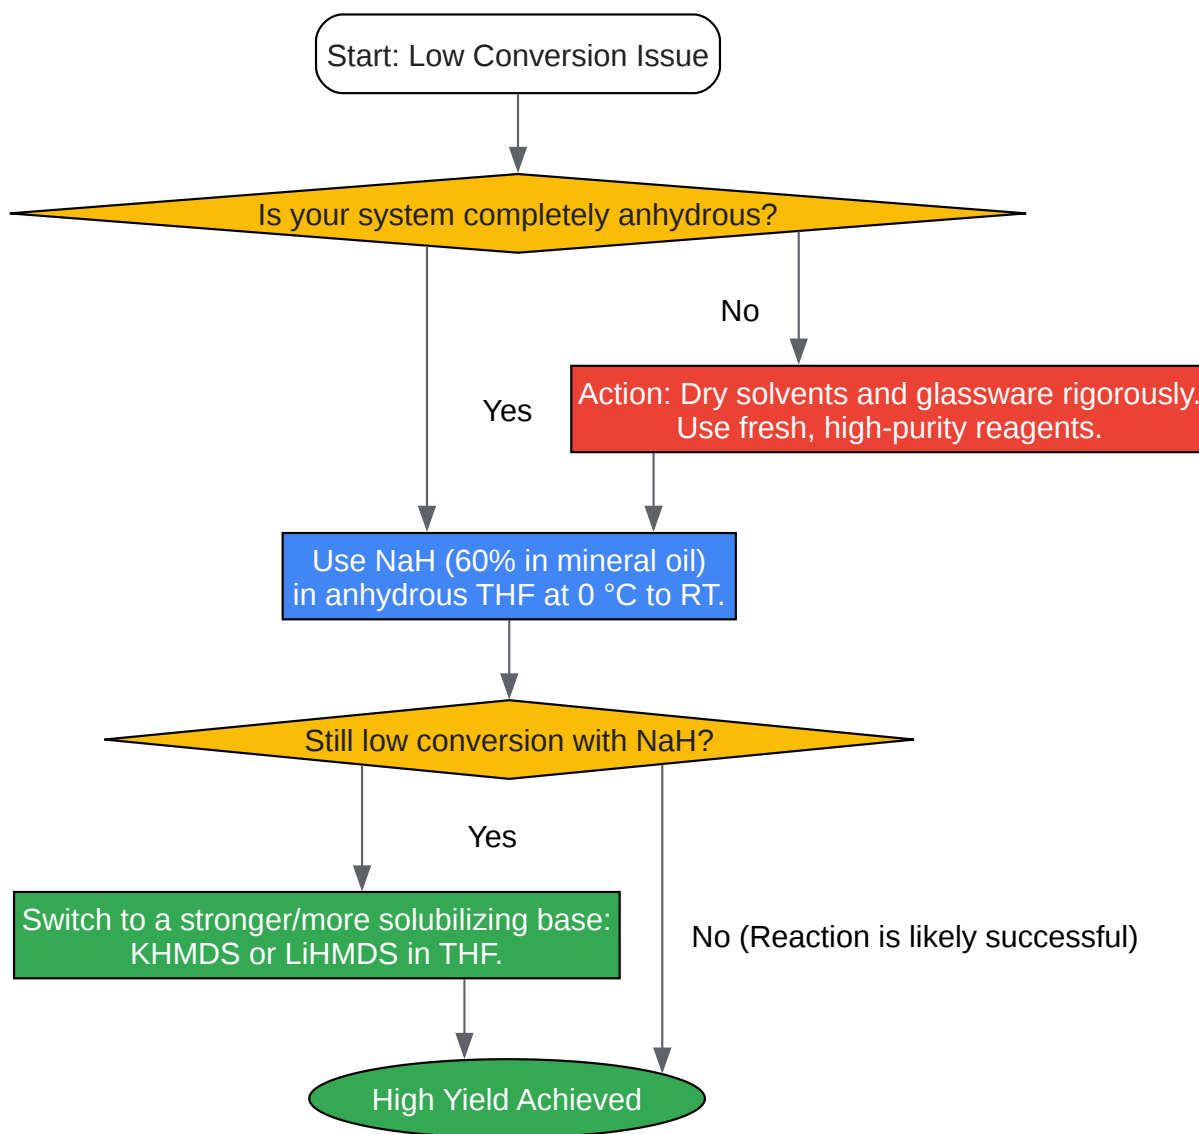 Start: Low Conversion Issue
Is your system completely anhydrous?
No
Yes
Action: Dry solvents and glassware rigorously.
Use fresh, high-purity reagents.
Use NaH (60% in mineral oil)
in anhydrous THF at 0 °C to RT.
Still low conversion with NaH?
Yes
Switch to a stronger/more solubilizing base:
KHMDS or LiHMDS in THF.
No (Reaction is likely successful)
High Yield Achieved